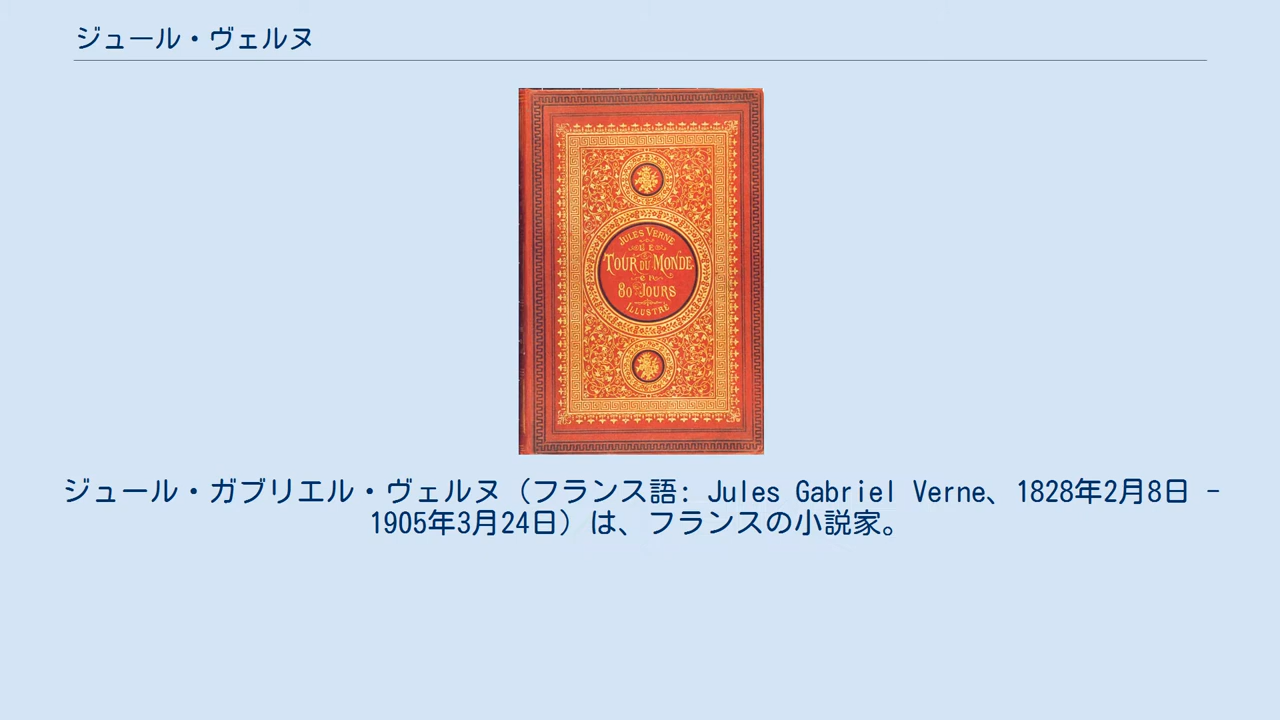 ジュール・ヴェルヌ
JULES VERNE
LE
TOUR DU MONDE
EN
80 JOURS
ILLUSTRÉ
ジュール・ガブリエル・ヴェルヌ（フランス語: Jules Gabriel Verne、1828年2月8日 -
1905年3月24日）は、フランスの小説家。